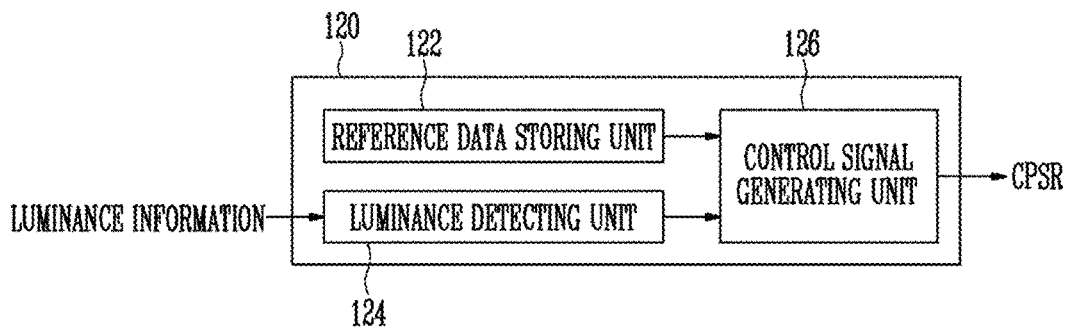 120
122
126
REFERENCE DATA STORING UNIT
CONTROL SIGNAL
GENERATING UNIT
CPSR
LUMINANCE INFORMATION
LUMINANCE DETECTING UNIT
124